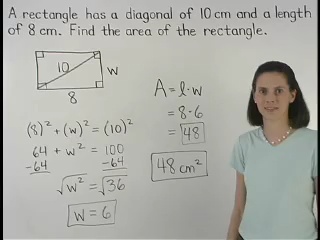 A rectangle has a diagonal of 10 cm and a length
of 8 cm. Find the area of the rectangle.
10
w
8
(8)² + (w)² = (10)²
64 + w² = 100
-64 -64
√w² = √36
w = 6
A = l · w
= 8 · 6
= 48
48 cm²